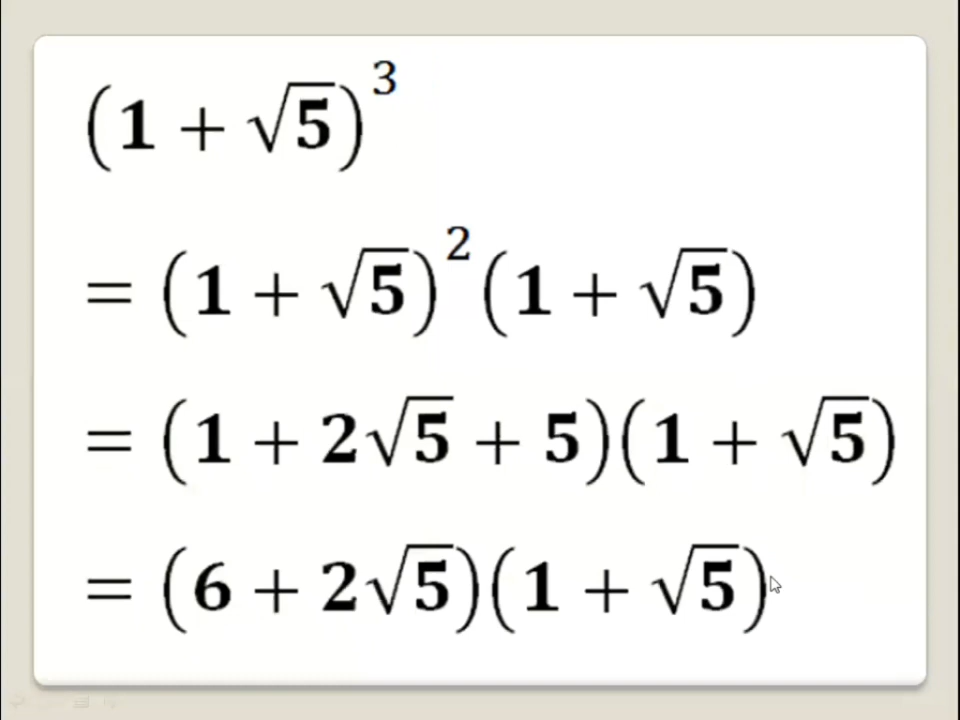 (1 + √5)³
= (1 + √5)² (1 + √5)
= (1 + 2√5 + 5)(1 + √5)
= (6 + 2√5)(1 + √5)